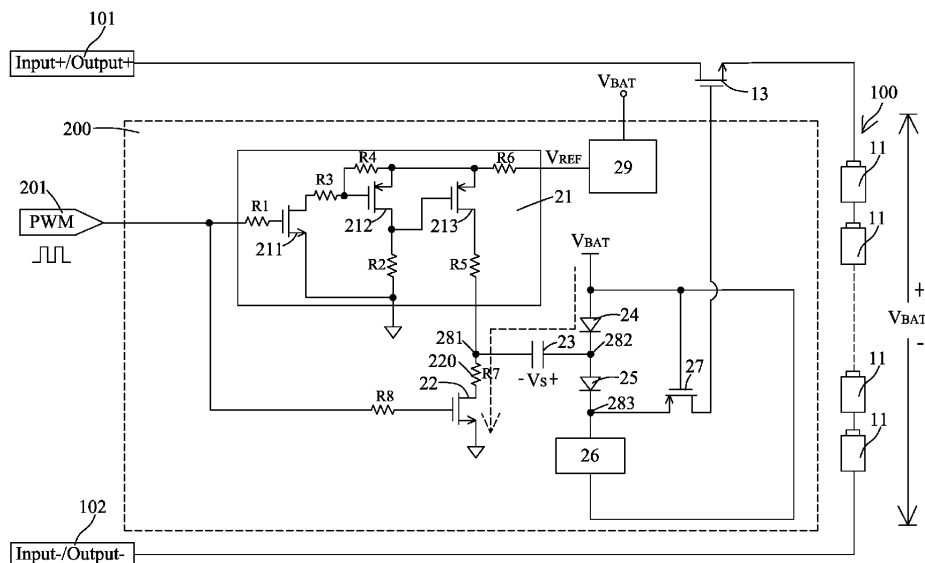 101
Input+/Output+
13
100
VBAT
200
R4
R6
VREF
29
11
201
PWM
R1
R3
211
212
213
21
11
R2
R5
VBAT
24
281
23
282
+
VBAT
-
220
R7
-Vs+
25
27
22
283
11
R8
26
11
102
Input-/Output-